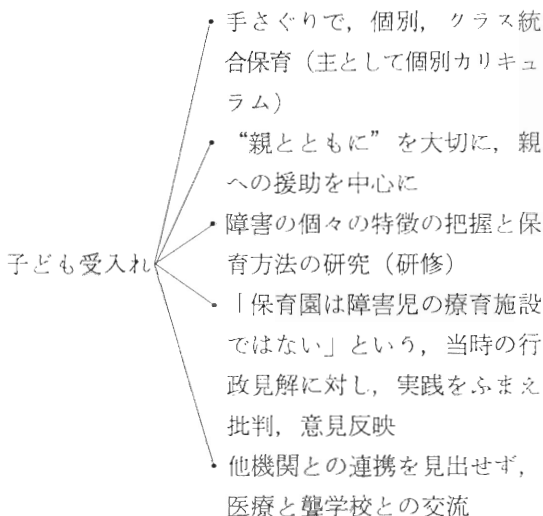 ・手さぐりで，個別，クラス統
合保育（主として個別カリキュ
ラム）
・“親とともに”を大切に，親
への援助を中心に
・障害の個々の特徴の把握と保
育方法の研究（研修）
子ども受入れ
・「保育園は障害児の療育施設
ではない」という，当時の行
政見解に対し，実践をふまえ
批判，意見反映
・他機関との連携を見出せず，
医療と聾学校との交流